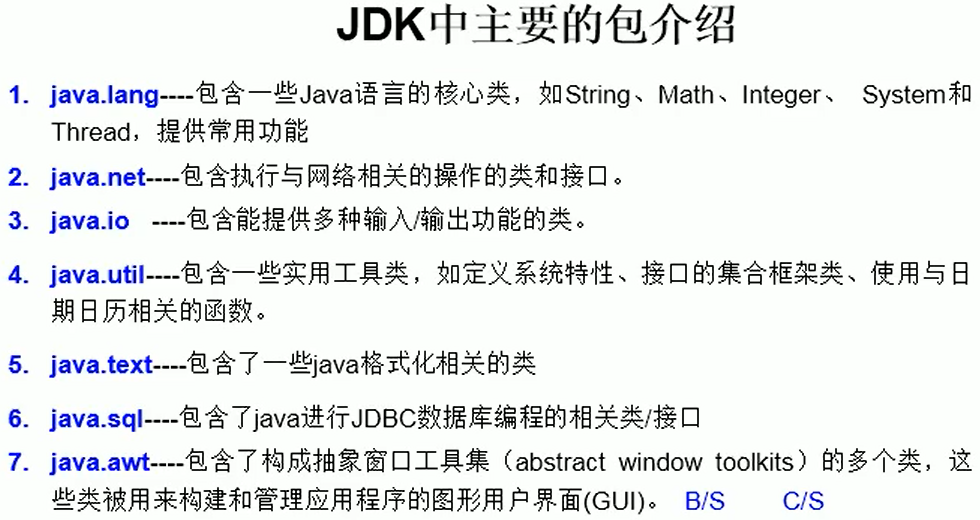 JDK中主要的包介绍
1. java.lang----包含一些Java语言的核心类，如String、Math、Integer、 System和
Thread，提供常用功能
2. java.net----包含执行与网络相关的操作的类和接口。
3. java.io ----包含能提供多种输入/输出功能的类。
4. java.util----包含一些实用工具类，如定义系统特性、接口的集合框架类、使用与日
期日历相关的函数。
5. java.text----包含了一些java格式化相关的类
6. java.sql----包含了java进行JDBC数据库编程的相关类/接口
7. java.awt----包含了构成抽象窗口工具集（abstract window toolkits）的多个类，这
些类被用来构建和管理应用程序的图形用户界面(GUI)。 B/S C/S